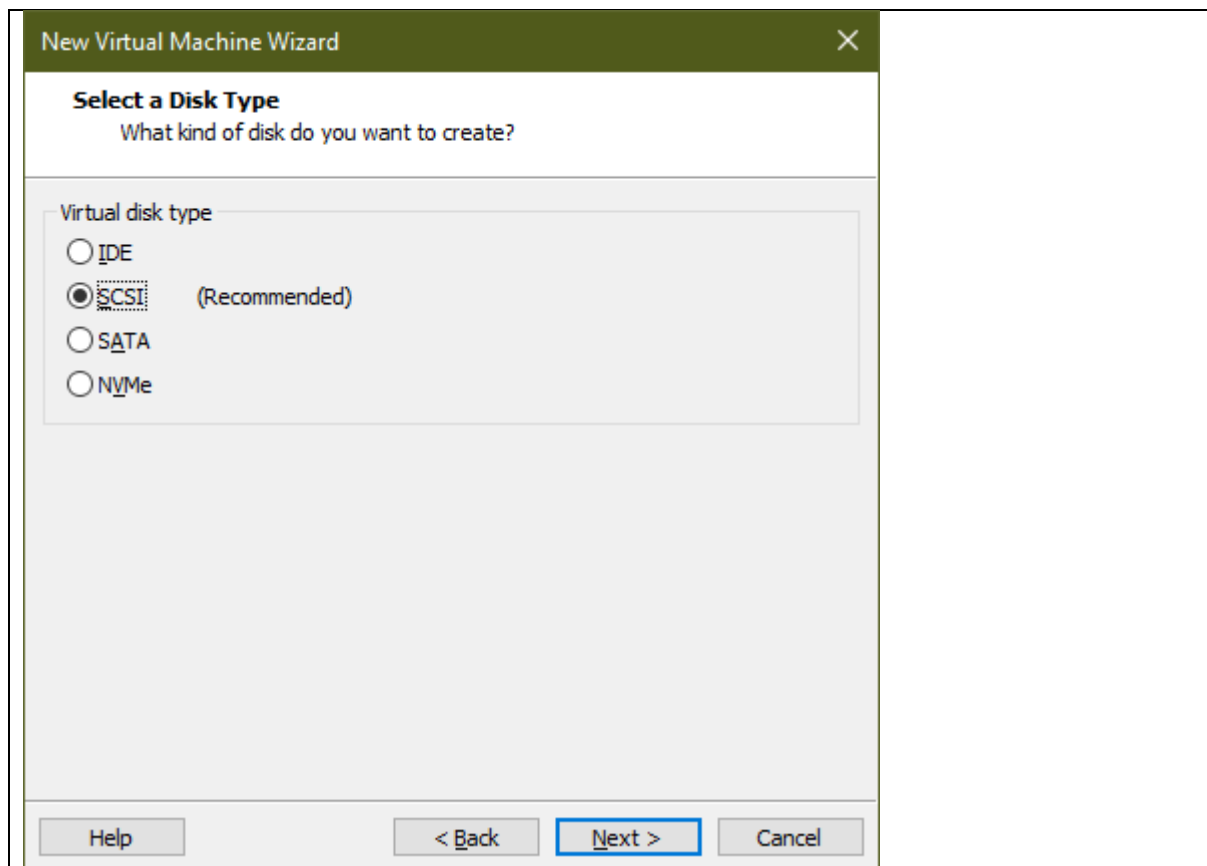 New Virtual Machine Wizard
Select a Disk Type
What kind of disk do you want to create?
Virtual disk type
IDE
SCSI (Recommended)
SATA
NVMe
Help < Back Next > Cancel